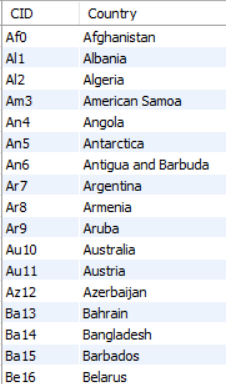 CID Country
Af0 Afghanistan
Al1 Albania
Al2 Algeria
Am3 American Samoa
An4 Angola
An5 Antarctica
An6 Antigua and Barbuda
Ar7 Argentina
Ar8 Armenia
Ar9 Aruba
Au10 Australia
Au11 Austria
Az12 Azerbaijan
Ba13 Bahrain
Ba14 Bangladesh
Ba15 Barbados
Be16 Belarus